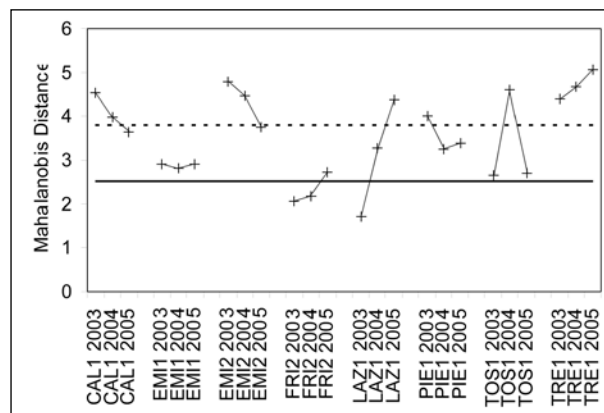 Mahalanobis Distance
6
5
4
3
2
1
0
CAL1 2003
CAL1 2004
CAL1 2005
EMI1 2003
EMI1 2004
EMI1 2005
EMI2 2003
EMI2 2004
EMI2 2005
FRI2 2003
FRI2 2004
FRI2 2005
LAZ1 2003
LAZ1 2004
LAZ1 2005
PIE1 2003
PIE1 2004
PIE1 2005
TOS1 2003
TOS1 2004
TOS1 2005
TRE1 2003
TRE1 2004
TRE1 2005